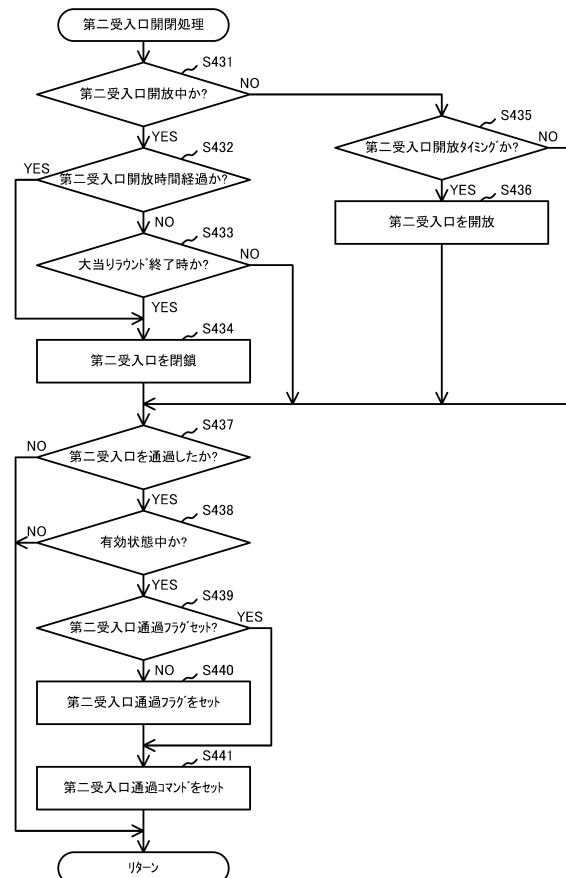 第二受入口開閉処理
S431
第二受入口開放中か?
NO
YES
S435
第二受入口開放ﾀｲﾐﾝｸﾞか?
NO
S432
YES
第二受入口開放時間経過か?
YES
S436
第二受入口を開放
NO
S433
大当りﾗｳﾝﾄﾞ終了時か?
NO
YES
S434
第二受入口を閉鎖
S437
NO
第二受入口を通過したか?
YES
S438
NO
有効状態中か?
YES
S439
YES
第二受入口通過ﾌﾗｸﾞｾｯﾄ?
NO
S440
第二受入口通過ﾌﾗｸﾞをｾｯﾄ
S441
第二受入口通過ｺﾏﾝﾄﾞをｾｯﾄ
ﾘﾀｰﾝ